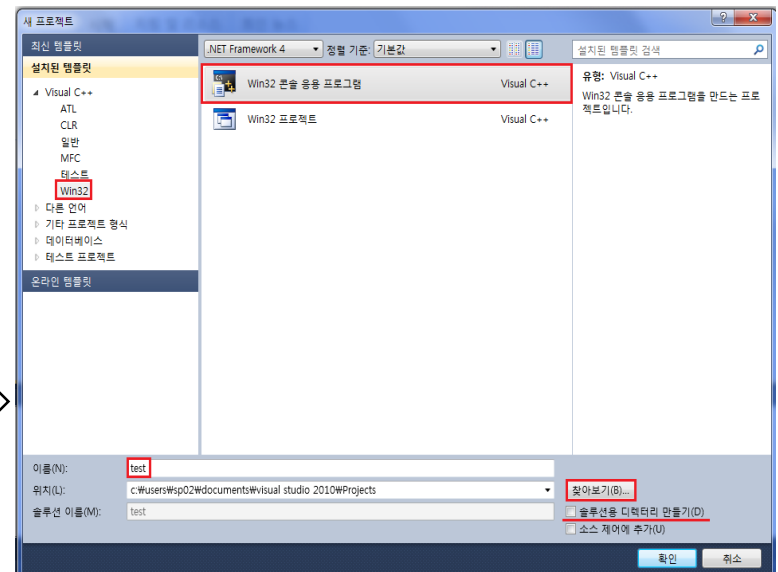 새 프로젝트
최신 템플릿
설치된 템플릿
Visual C++
ATL
CLR
일반
MFC
테스트
Win32
다른 언어
기타 프로젝트 형식
데이터베이스
테스트 프로젝트
온라인 템플릿
.NET Framework 4 정렬 기준: 기본값
Win32 콘솔 응용 프로그램 Visual C++
Win32 프로젝트 Visual C++
설치된 템플릿 검색
유형: Visual C++
Win32 콘솔 응용 프로그램을 만드는 프로
젝트입니다.
이름(N): test
위치(L): c:₩users₩sp02₩documents₩visual studio 2010₩Projects 찾아보기(B)...
솔루션 이름(M): test 솔루션용 디렉터리 만들기(D)
소스 제어에 추가(U)
확인 취소